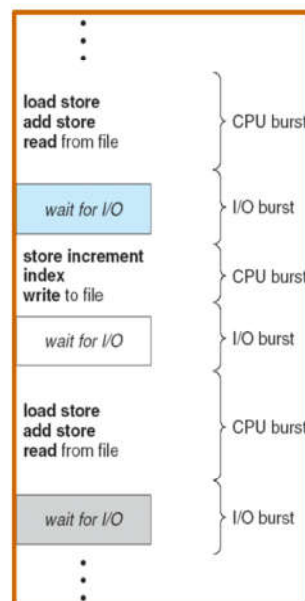 load store
add store
read from file
CPU burst
wait for I/O
I/O burst
store increment
index
write to file
CPU burst
wait for I/O
I/O burst
load store
add store
read from file
CPU burst
wait for I/O
I/O burst